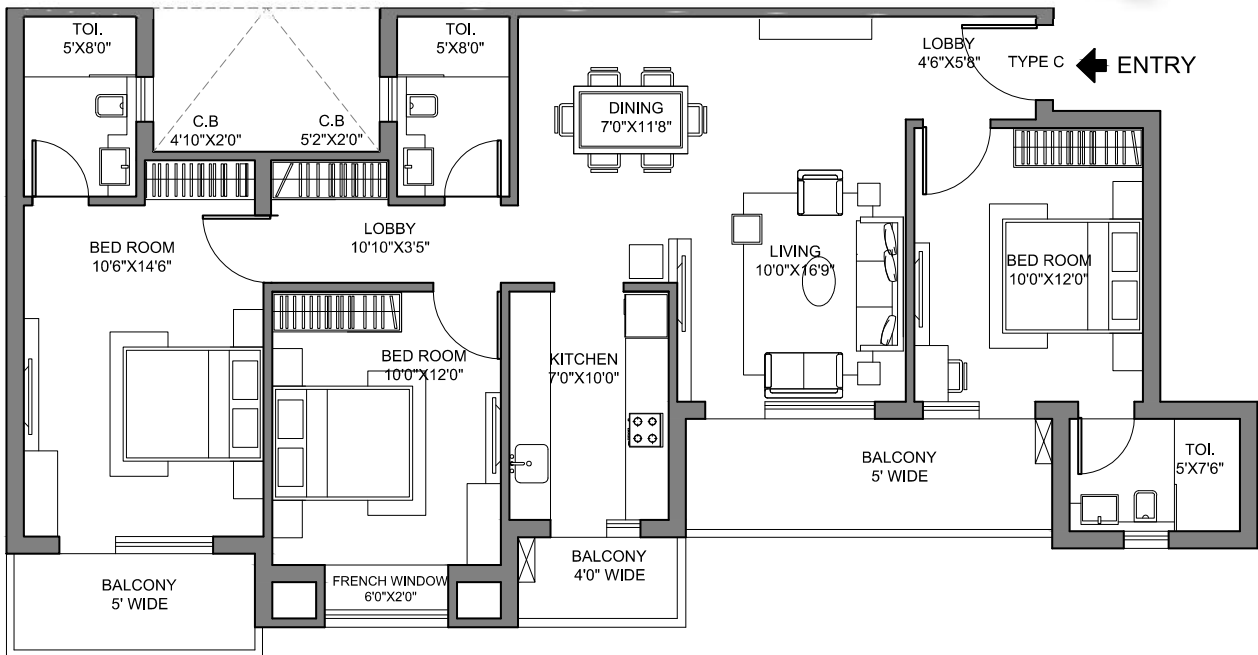 TOI.
5'X8'0"
TOI.
5'X8'0"
LOBBY
4'6"X5'8"
TYPE C
ENTRY
C.B
4'10"X2'0"
C.B
5'2"X2'0"
DINING
7'0"X11'8"
BED ROOM
10'6"X14'6"
LOBBY
10'10"X3'5"
LIVING
10'0"X16'9"
BED ROOM
10'0"X12'0"
BED ROOM
10'0"X12'0"
KITCHEN
7'0"X10'0"
BALCONY
5' WIDE
TOI.
5'X7'6"
BALCONY
5' WIDE
FRENCH WINDOW
6'0"X2'0"
BALCONY
4'0" WIDE